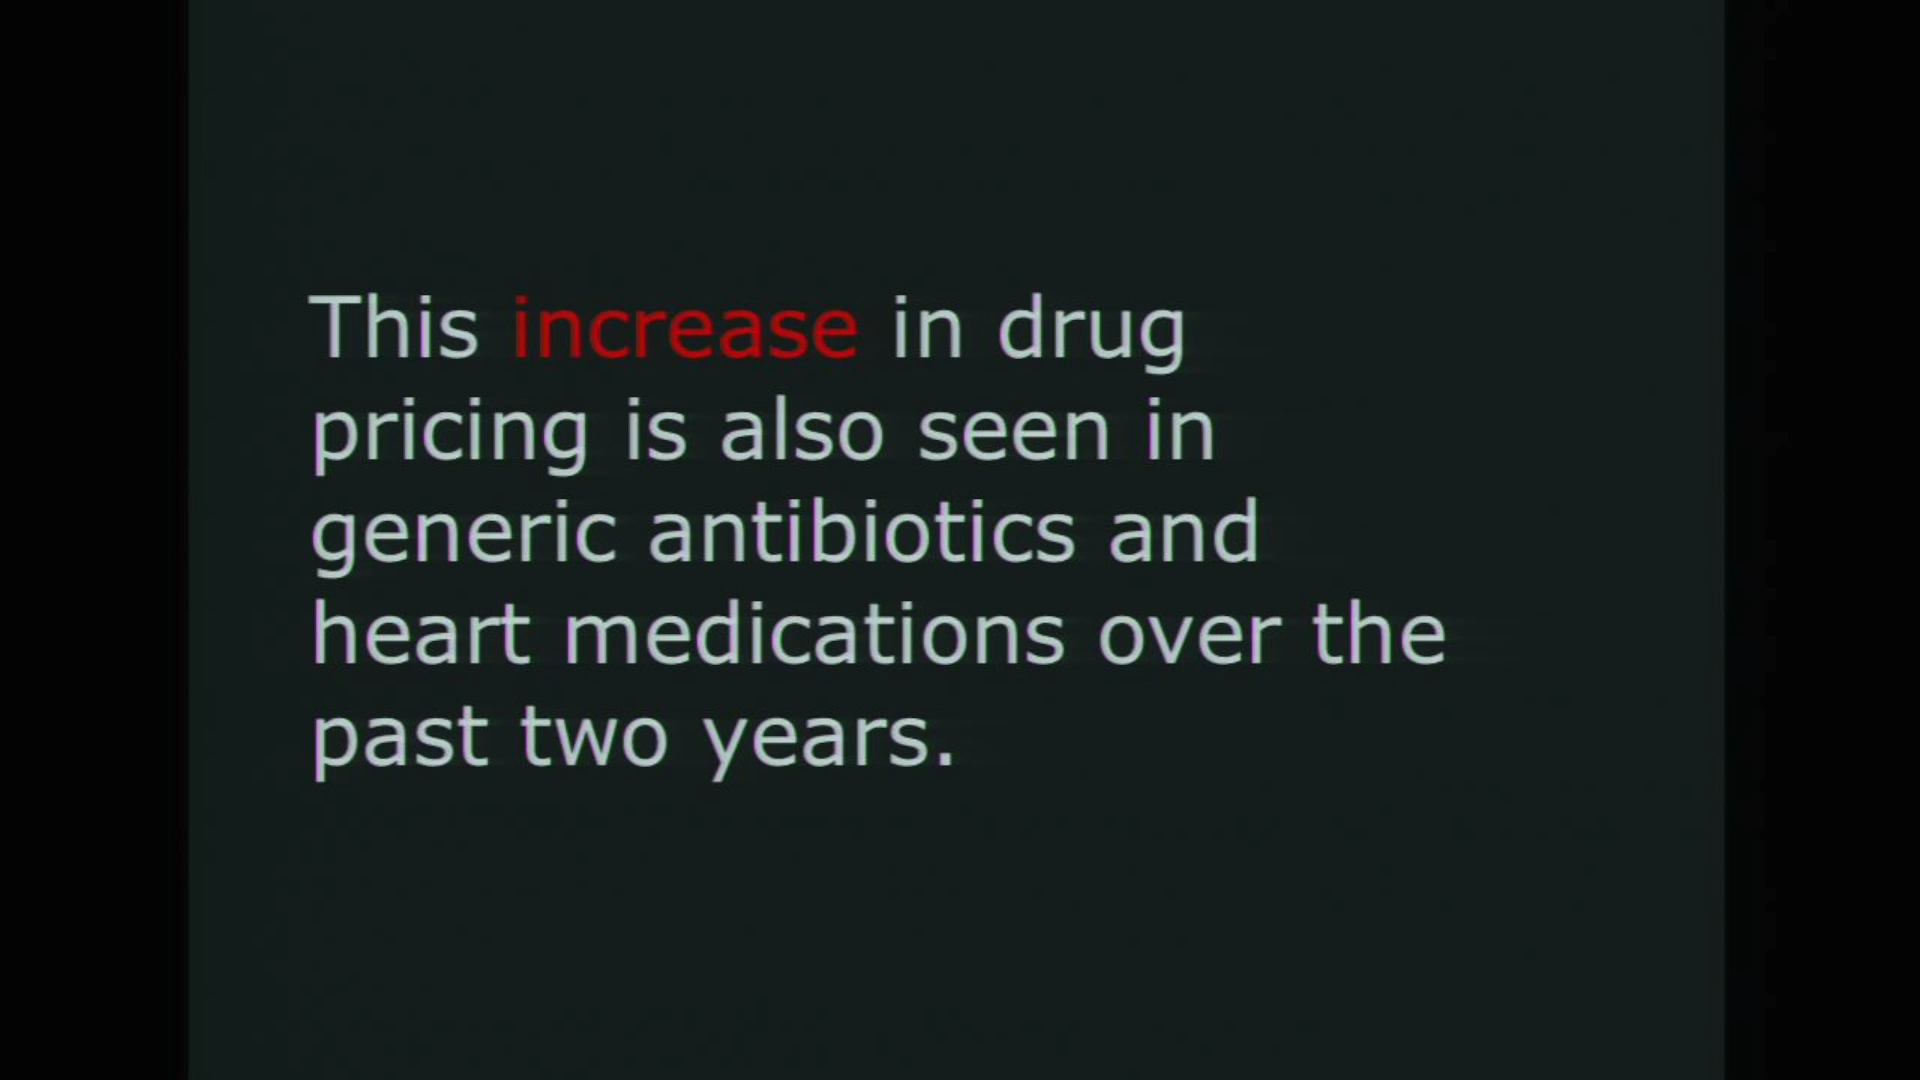 This increase in drug
pricing is also seen in
generic antibiotics and
heart medications over the
past two years.